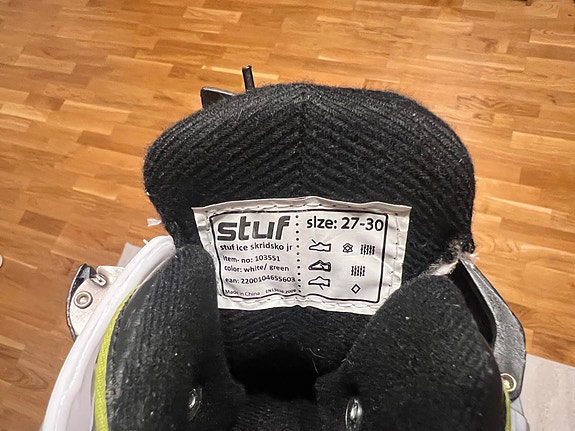 stuf
size: 27-30
stuf ice skridsko jr
item- no: 103551
color: white/ green
ean: 2200104655603
Made in China